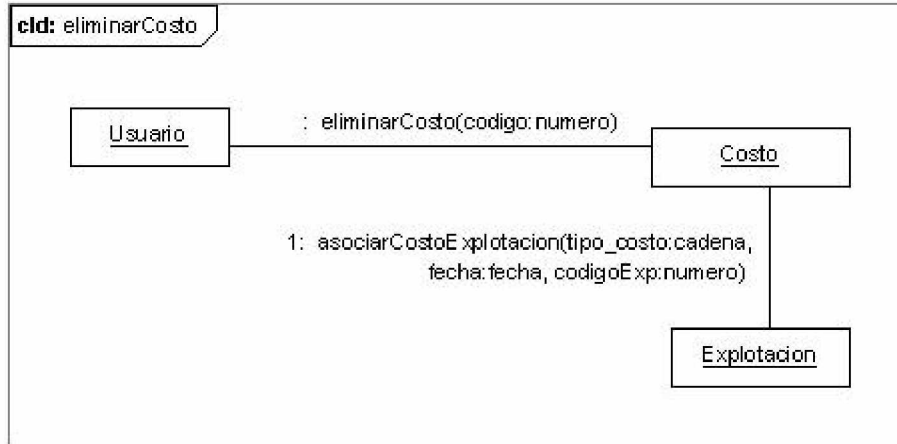 cld: eliminarCosto
Usuario
: eliminarCosto(codigo:numero)
Costo
1: asociarCostoExplotacion(tipo_costo:cadena,
fecha:fecha, codigoExp:numero)
Explotacion